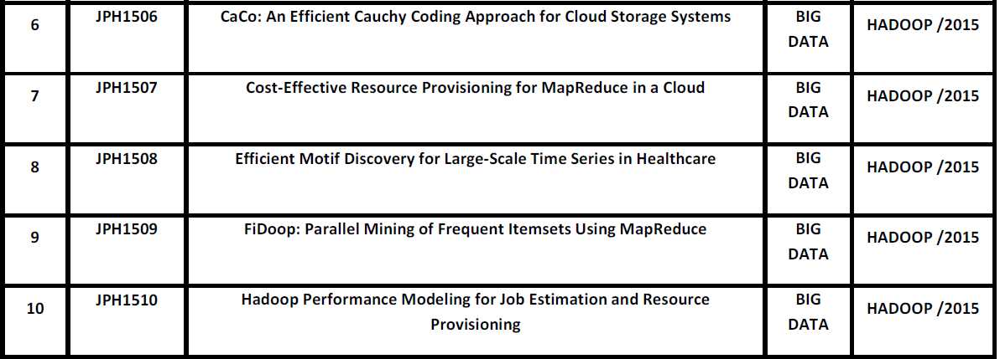 6 JPH1506 CaCo: An Efficient Cauchy Coding Approach for Cloud Storage Systems BIG DATA HADOOP /2015
7 JPH1507 Cost-Effective Resource Provisioning for MapReduce in a Cloud BIG DATA HADOOP /2015
8 JPH1508 Efficient Motif Discovery for Large-Scale Time Series in Healthcare BIG DATA HADOOP /2015
9 JPH1509 FiDoop: Parallel Mining of Frequent Itemsets Using MapReduce BIG DATA HADOOP /2015
10 JPH1510 Hadoop Performance Modeling for Job Estimation and Resource Provisioning BIG DATA HADOOP /2015